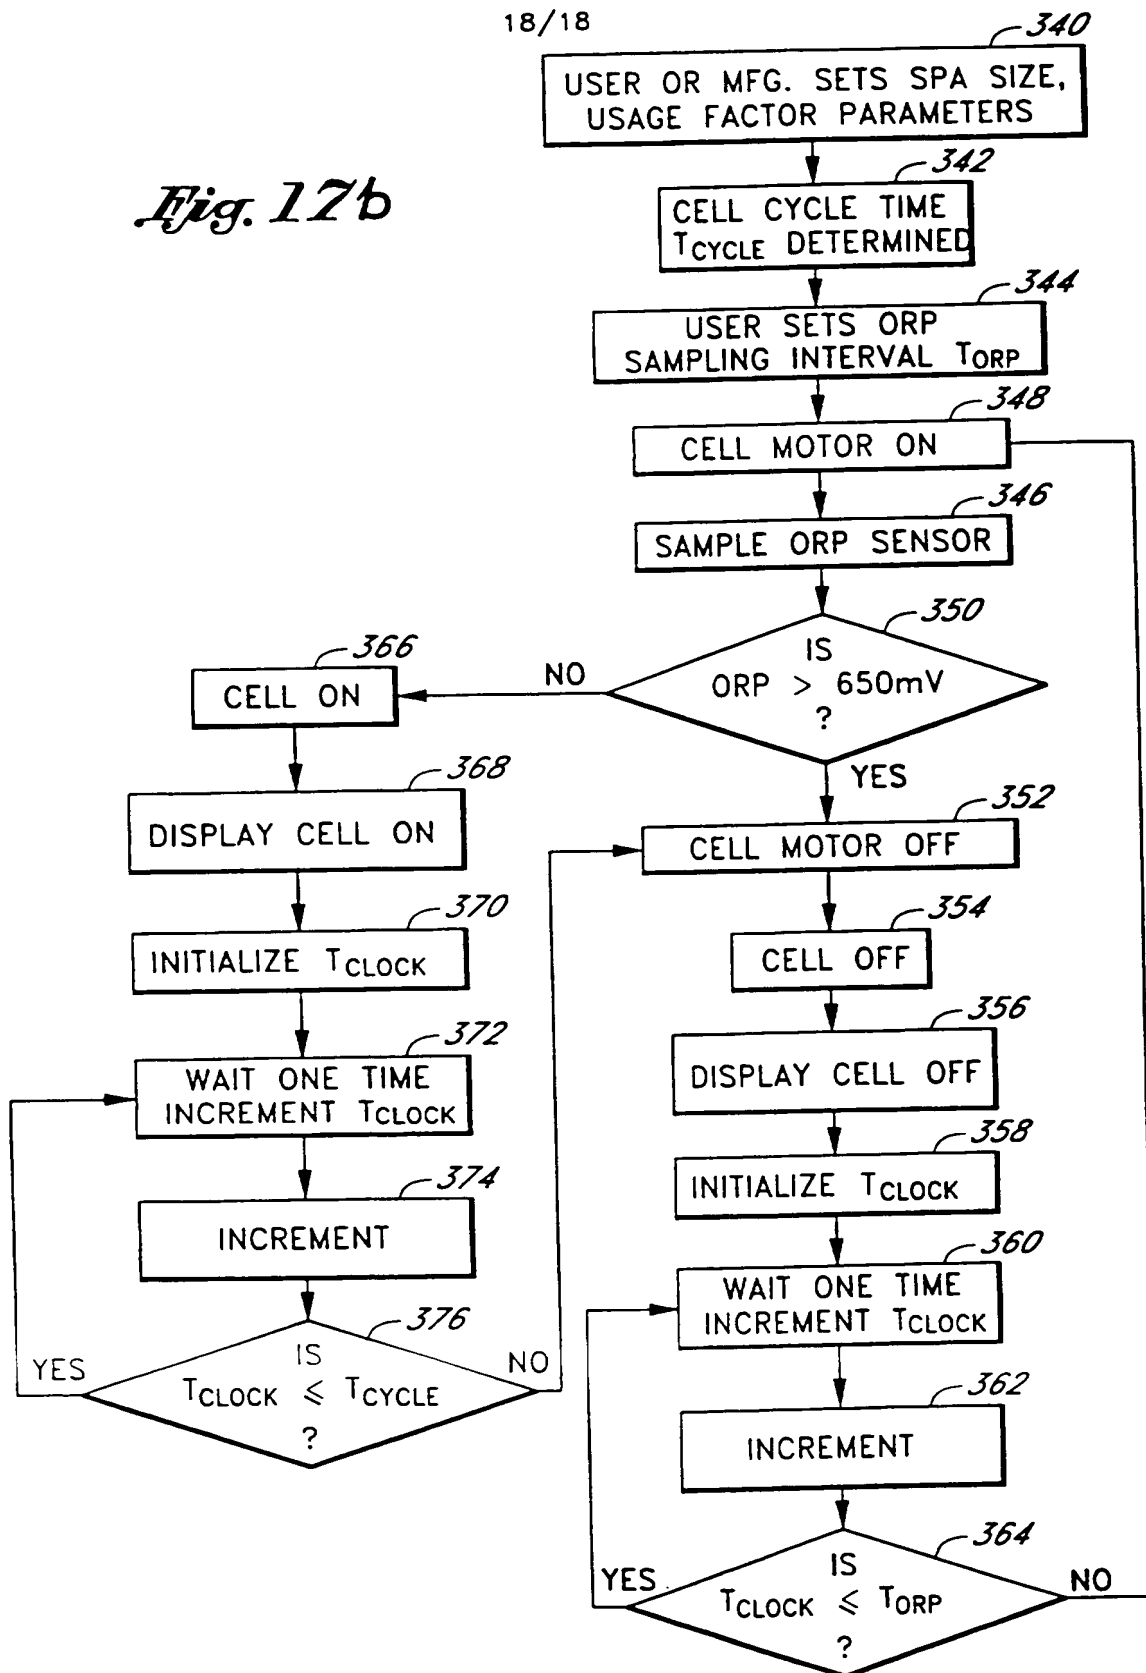 18/18
Fig. 17b
340
USER OR MFG. SETS SPA SIZE,
USAGE FACTOR PARAMETERS
342
CELL CYCLE TIME
TCYCLE DETERMINED
344
USER SETS ORP
SAMPLING INTERVAL TORP
348
CELL MOTOR ON
346
SAMPLE ORP SENSOR
350
IS
ORP > 650mV
?
NO
YES
366
CELL ON
368
DISPLAY CELL ON
370
INITIALIZE TCLOCK
372
WAIT ONE TIME
INCREMENT TCLOCK
374
INCREMENT
376
IS
TCLOCK ≤ TCYCLE
?
YES
NO
352
CELL MOTOR OFF
354
CELL OFF
356
DISPLAY CELL OFF
358
INITIALIZE TCLOCK
360
WAIT ONE TIME
INCREMENT TCLOCK
362
INCREMENT
364
IS
TCLOCK ≤ TORP
?
YES
NO